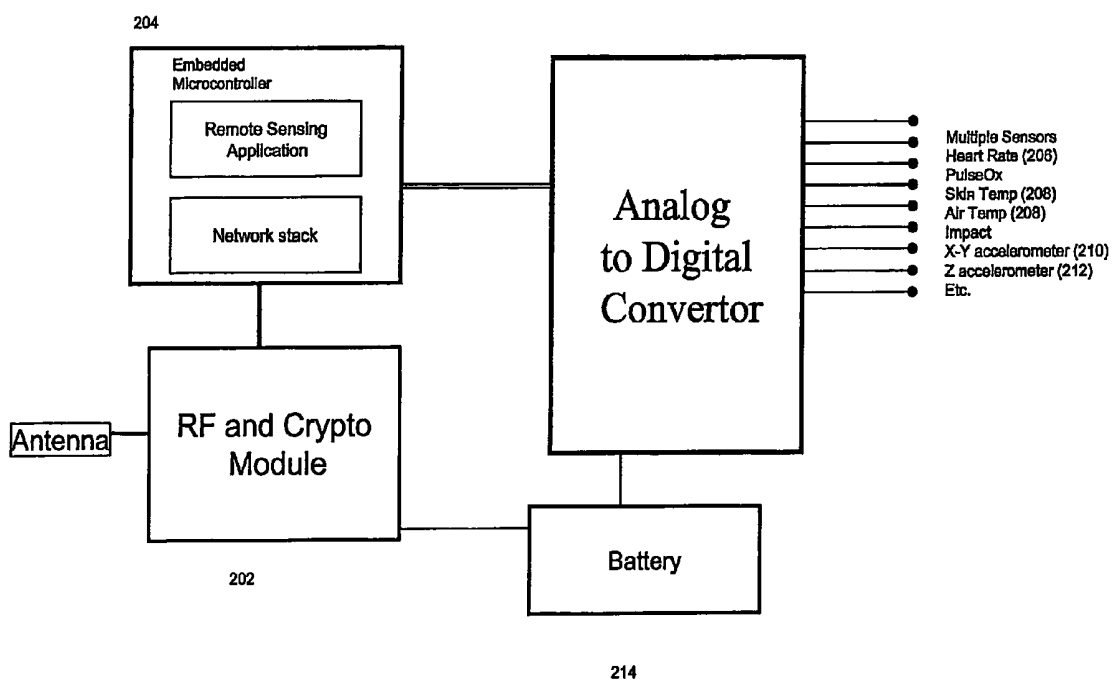 204
Embedded
Microcontroller
Remote Sensing
Application
Network stack
Analog
to Digital
Convertor
Multiple Sensors
Heart Rate (206)
PulseOx
Skin Temp (208)
Air Temp (208)
Impact
X-Y accelerometer (210)
Z accelerometer (212)
Etc.
Antenna
RF and Crypto
Module
202
Battery
214